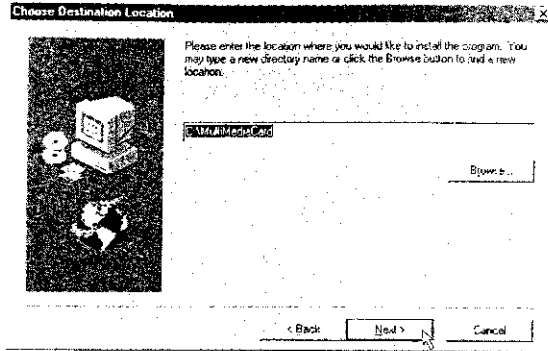 Choose Destination Location
Please enter the location where you would like to install the program. You
may type a new directory name or click the Browse button to find a new
location.
C:\MultiMediaCard
Browse...
< Back
Next >
Cancel